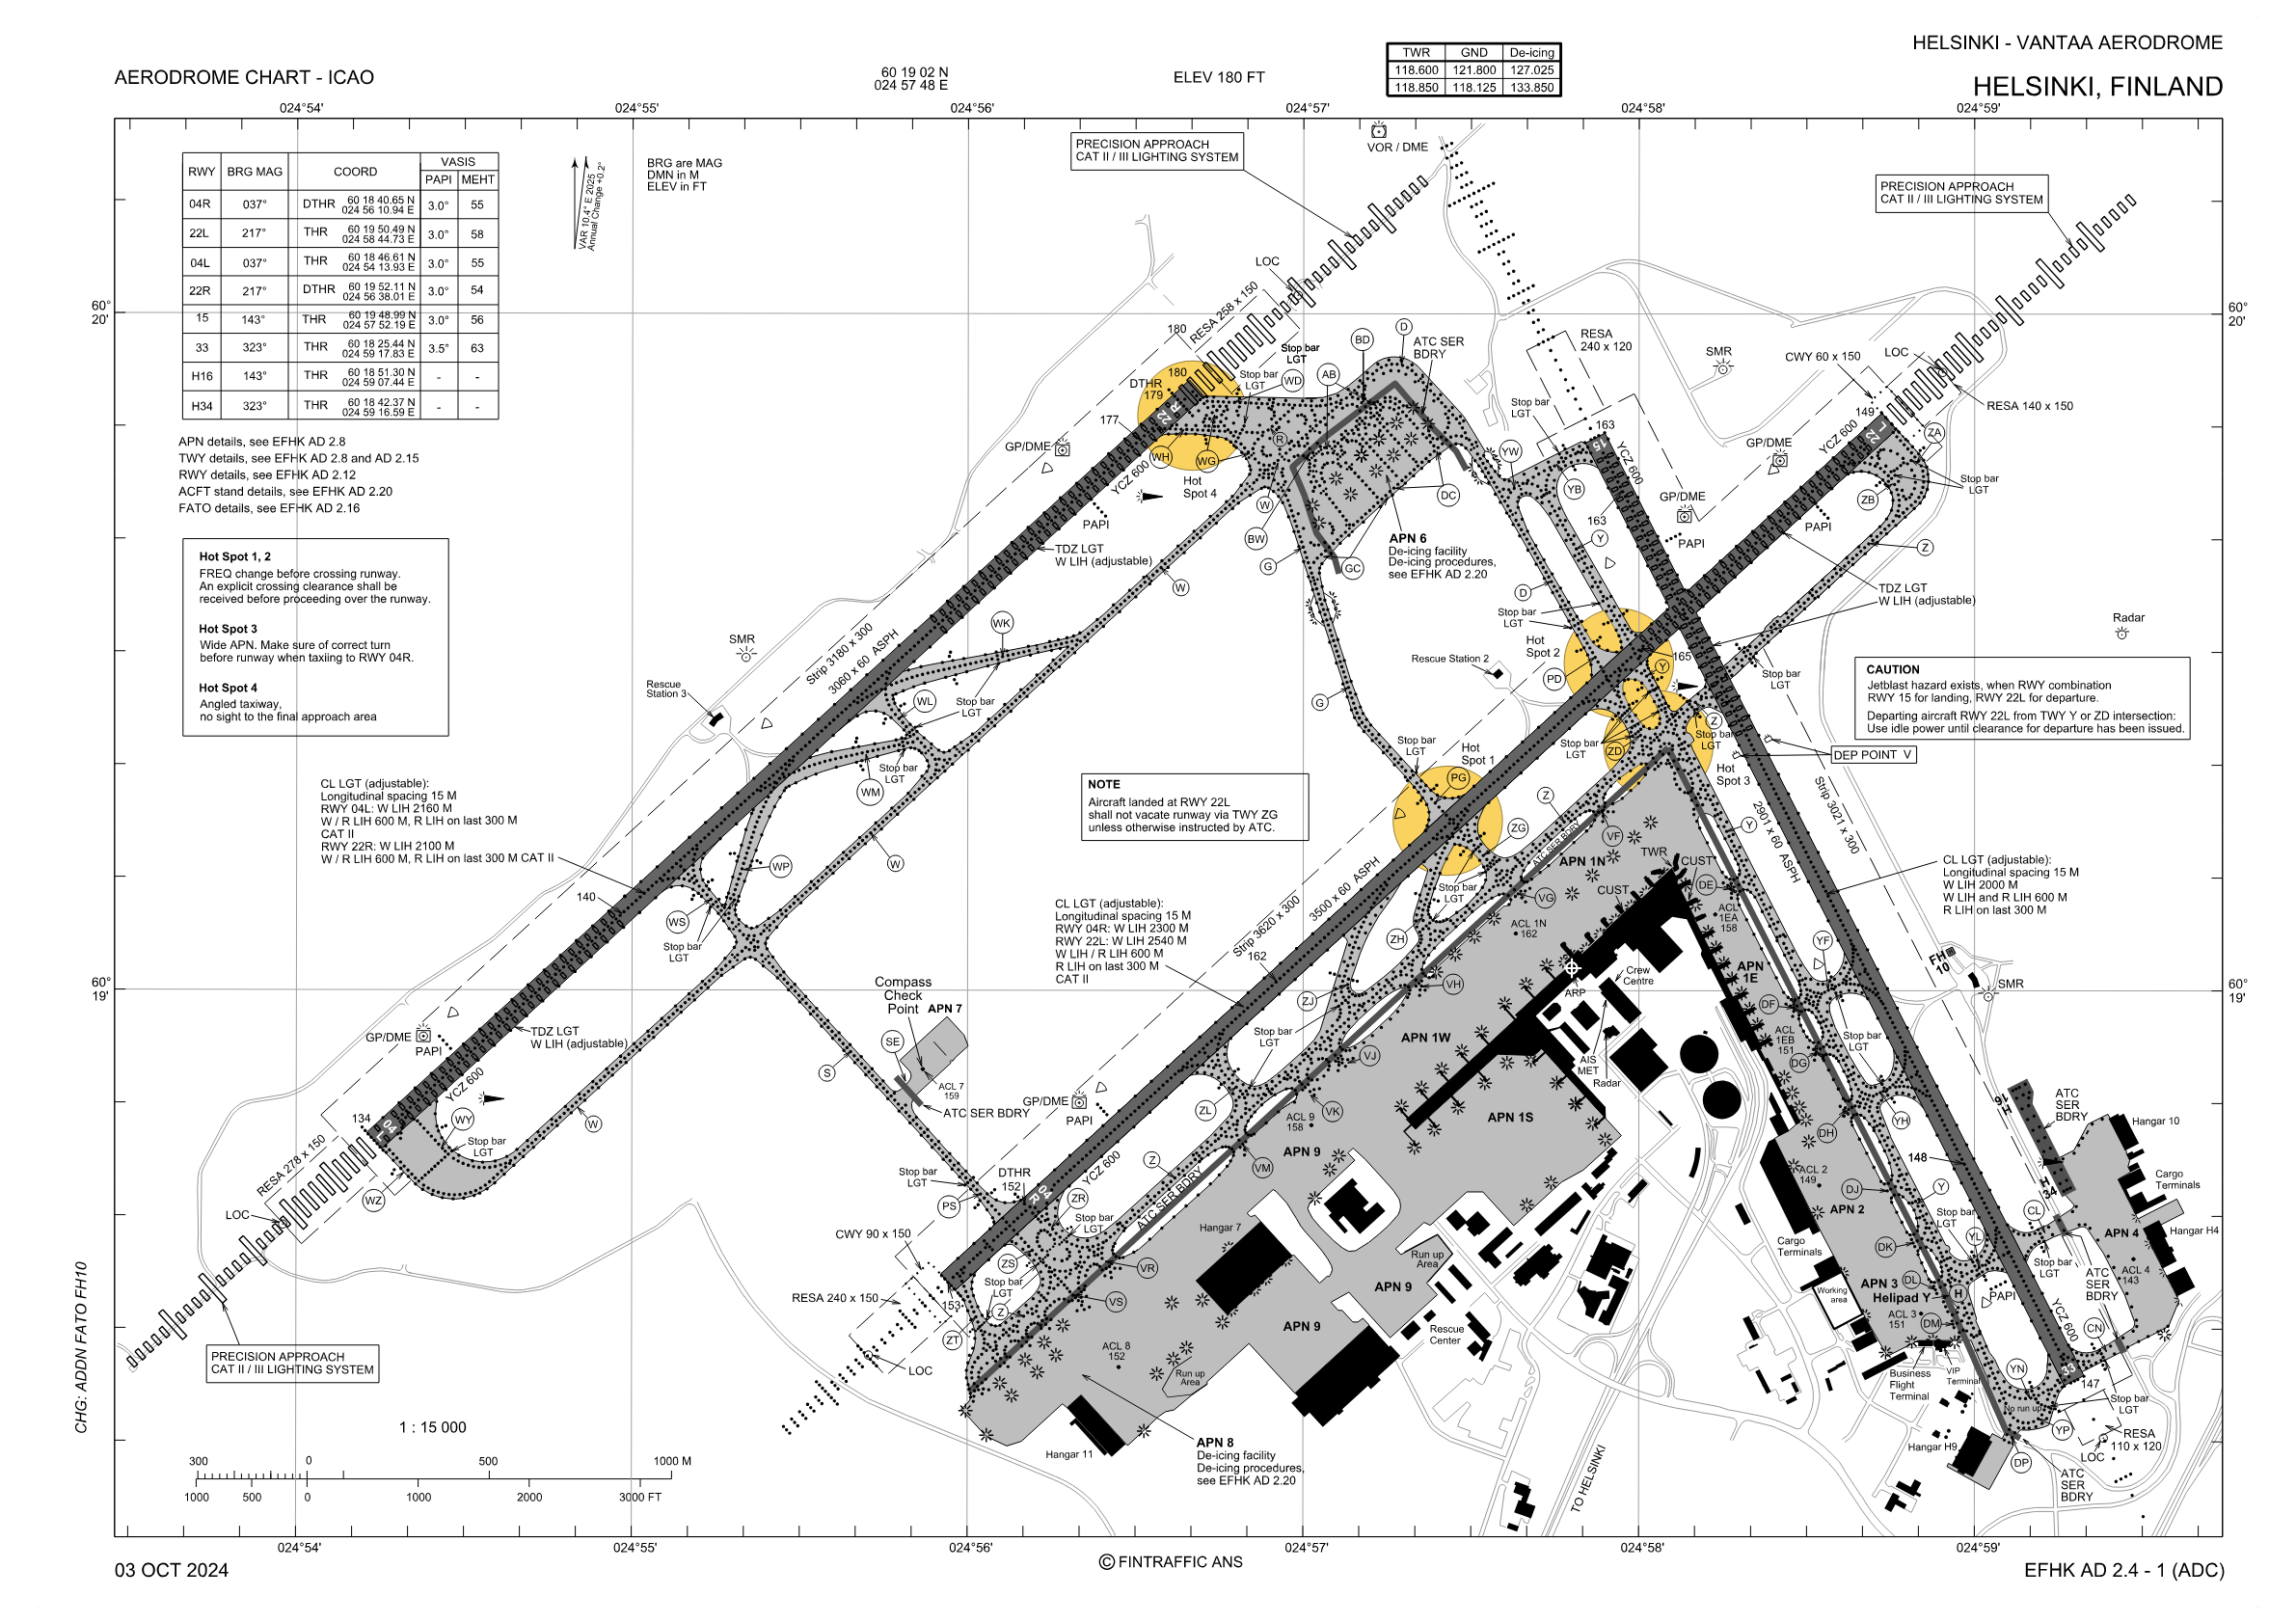 HELSINKI - VANTAA AERODROME
AERODROME CHART - ICAO
60 19 02 N
024 57 48 E
ELEV 180 FT
TWR GND De-icing
118.600 121.800 127.025
118.850 118.125 133.850
HELSINKI, FINLAND
024°54' 024°55' 024°56' 024°57' 024°58' 024°59'
RWY BRG MAG COORD VASIS
PAPI MEHT
04R 037° DTHR 60 18 40.65 N 024 56 10.94 E 3.0° 55
22L 217° THR 60 19 50.49 N 024 58 44.73 E 3.0° 58
04L 037° THR 60 18 46.61 N 024 54 13.93 E 3.0° 55
22R 217° DTHR 60 19 52.11 N 024 56 38.01 E 3.0° 54
15 143° THR 60 19 48.99 N 024 57 52.19 E 3.0° 56
33 323° THR 60 18 25.44 N 024 59 17.83 E 3.5° 63
H16 143° THR 60 18 51.30 N 024 59 07.44 E - -
H34 323° THR 60 18 42.37 N 024 59 16.59 E - -
VAR 10.4° E 2025
Annual Change +0.2°
BRG are MAG
DMN in M
ELEV in FT
APN details, see EFHK AD 2.8
TWY details, see EFHK AD 2.8 and AD 2.15
RWY details, see EFHK AD 2.12
ACFT stand details, see EFHK AD 2.20
FATO details, see EFHK AD 2.16
Hot Spot 1, 2
FREQ change before crossing runway.
An explicit crossing clearance shall be
received before proceeding over the runway.
Hot Spot 3
Wide APN. Make sure of correct turn
before runway when taxiing to RWY 04R.
Hot Spot 4
Angled taxiway,
no sight to the final approach area
PRECISION APPROACH
CAT II / III LIGHTING SYSTEM
VOR / DME
PRECISION APPROACH
CAT II / III LIGHTING SYSTEM
60°
20'
60°
20'
LOC
RESA 258 x 150
180
180
DTHR
179
177
22
R
Stop bar
LGT
Stop bar
LGT
WD
AB
BD
D
ATC SER
BDRY
R
WH
WG
Hot
Spot 4
W
BW
G
GC
DC
GP/DME
YCZ 600
PAPI
TDZ LGT
W LIH (adjustable)
APN 6
De-icing facility
De-icing procedures,
see EFHK AD 2.20
RESA
240 x 120
SMR
CWY 60 x 150
LOC
RESA 140 x 150
149
L
22
ZA
Stop bar
LGT
163
15
YCZ 600
YW
YB
163
Y
Stop bar
LGT
GP/DME
PAPI
GP/DME
YCZ 600
PAPI
ZB
Stop bar
LGT
Z
TDZ LGT
W LIH (adjustable)
Radar
D
Stop bar
LGT
Hot
Spot 2
PD
Rescue Station 2
165
Y
Stop bar
LGT
Z
ZD
Stop bar
LGT
Stop bar
LGT
Hot
Spot 3
DEP POINT V
CAUTION
Jetblast hazard exists, when RWY combination
RWY 15 for landing, RWY 22L for departure.
Departing aircraft RWY 22L from TWY Y or ZD intersection:
Use idle power until clearance for departure has been issued.
W
WK
SMR
Strip 3180 x 300
3060 x 60 ASPH
Rescue
Station 3
WL
Stop bar
LGT
Stop bar
LGT
WM
G
Stop bar
LGT
Hot
Spot 1
PG
NOTE
Aircraft landed at RWY 22L
shall not vacate runway via TWY ZG
unless otherwise instructed by ATC.
CL LGT (adjustable):
Longitudinal spacing 15 M
RWY 04L: W LIH 2160 M
W / R LIH 600 M, R LIH on last 300 M
CAT II
RWY 22R: W LIH 2100 M
W / R LIH 600 M, R LIH on last 300 M CAT II
WP
W
140
WS
Stop bar
LGT
Z
ZG
VF
ATC SER BDRY
APN 1N
TWR
CUST
CUST
VG
ACL 1N
162
Stop bar
LGT
ZH
VH
Y
2901 x 60 ASPH
Strip 3021 x 300
DE
ACL
1EA
158
YF
APN
1E
CL LGT (adjustable):
Longitudinal spacing 15 M
W LIH 2000 M
W LIH and R LIH 600 M
R LIH on last 300 M
3500 x 60 ASPH
Strip 3620 x 300
162
CL LGT (adjustable):
Longitudinal spacing 15 M
RWY 04R: W LIH 2300 M
RWY 22L: W LIH 2540 M
W LIH / R LIH 600 M
R LIH on last 300 M
CAT II
60°
19'
60°
19'
Compass
Check
Point
APN 7
SE
ACL 7
159
ATC SER BDRY
S
ZJ
Stop bar
LGT
VJ
APN 1W
ARP
Crew
Centre
AIS
MET
Radar
DF
ACL
1EB
151
DG
Stop bar
LGT
FH
10
SMR
GP/DME
PAPI
TDZ LGT
W LIH (adjustable)
YCZ 600
134
04
L
WY
Stop bar
LGT
W
WZ
RESA 278 x 150
LOC
GP/DME
PAPI
ZL
VK
ACL 9
158
APN 9
VM
Z
APN 1S
YCZ 600
ATC SER BDRY
DH
YH
148
ACL 2
149
DJ
APN 2
Y
H
16
H
34
ATC
SER
BDRY
Hangar 10
Cargo
Terminals
Hangar H4
APN 4
ACL 4
143
Stop bar
LGT
PS
DTHR
152
04
R
ZR
Stop bar
LGT
CWY 90 x 150
RESA 240 x 150
ZS
Stop bar
LGT
Z
153
ZT
LOC
VR
VS
Hangar 7
Run up
Area
APN 9
APN 9
Rescue
Center
ACL 8
152
Run up
Area
Hangar 11
APN 8
De-icing facility
De-icing procedures,
see EFHK AD 2.20
DK
Cargo
Terminals
Working
area
APN 3
Helipad Y
DL
H
ACL 3
151
DM
Stop bar
LGT
YL
CL
Stop bar
LGT
ATC
SER
BDRY
PAPI
YCZ 600
CN
YN
33
147
No run up
Stop bar
LGT
YP
RESA
110 x 120
LOC
DP
ATC
SER
BDRY
Business
Flight
Terminal
VIP
Terminal
Hangar H9
TO HELSINKI
PRECISION APPROACH
CAT II / III LIGHTING SYSTEM
CHG: ADDN FATO FH10
1 : 15 000
300 0 500 1000 M
1000 500 0 1000 2000 3000 FT
024°54' 024°55' 024°56' 024°57' 024°58' 024°59'
03 OCT 2024
© FINTRAFFIC ANS
EFHK AD 2.4 - 1 (ADC)